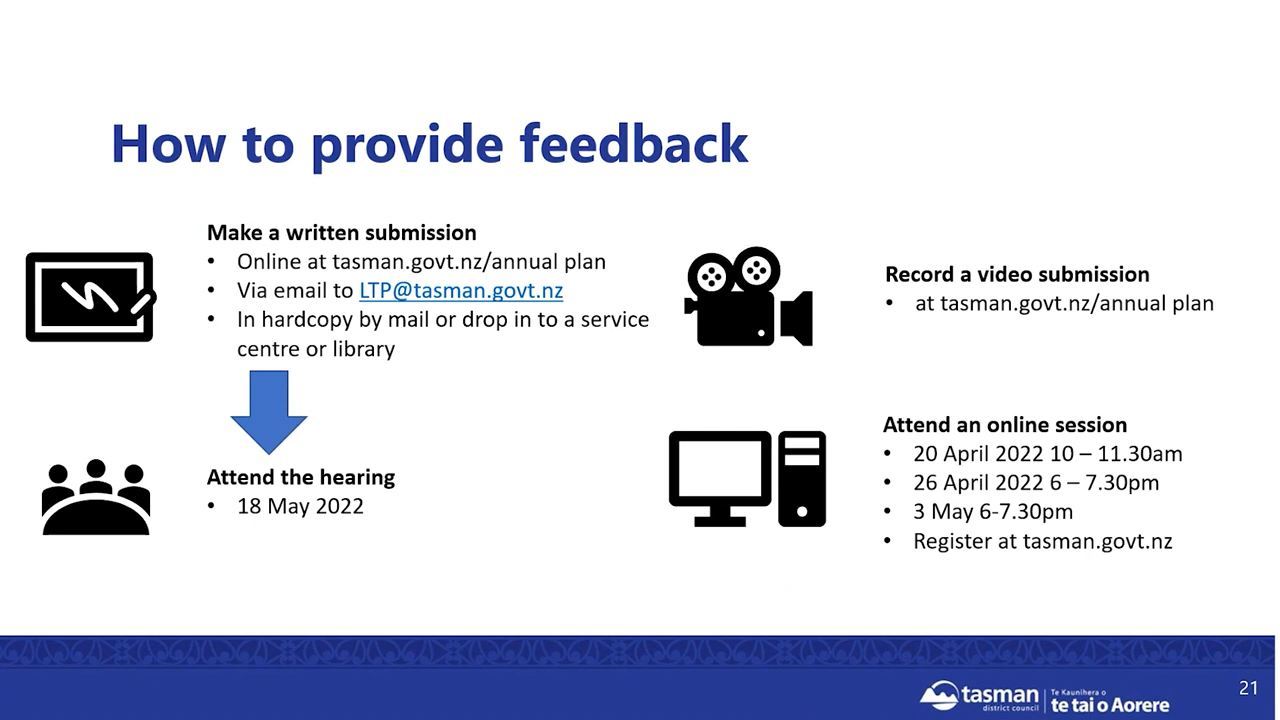 How to provide feedback
Make a written submission
• Online at tasman.govt.nz/annual plan
• Via email to LTP@tasman.govt.nz
• In hardcopy by mail or drop in to a service
centre or library
Attend the hearing
• 18 May 2022
Record a video submission
• at tasman.govt.nz/annual plan
Attend an online session
• 20 April 2022 10 – 11.30am
• 26 April 2022 6 – 7.30pm
• 3 May 6-7.30pm
• Register at tasman.govt.nz
tasman
district council
Te Kaunihera o
te tai o Aorere
21